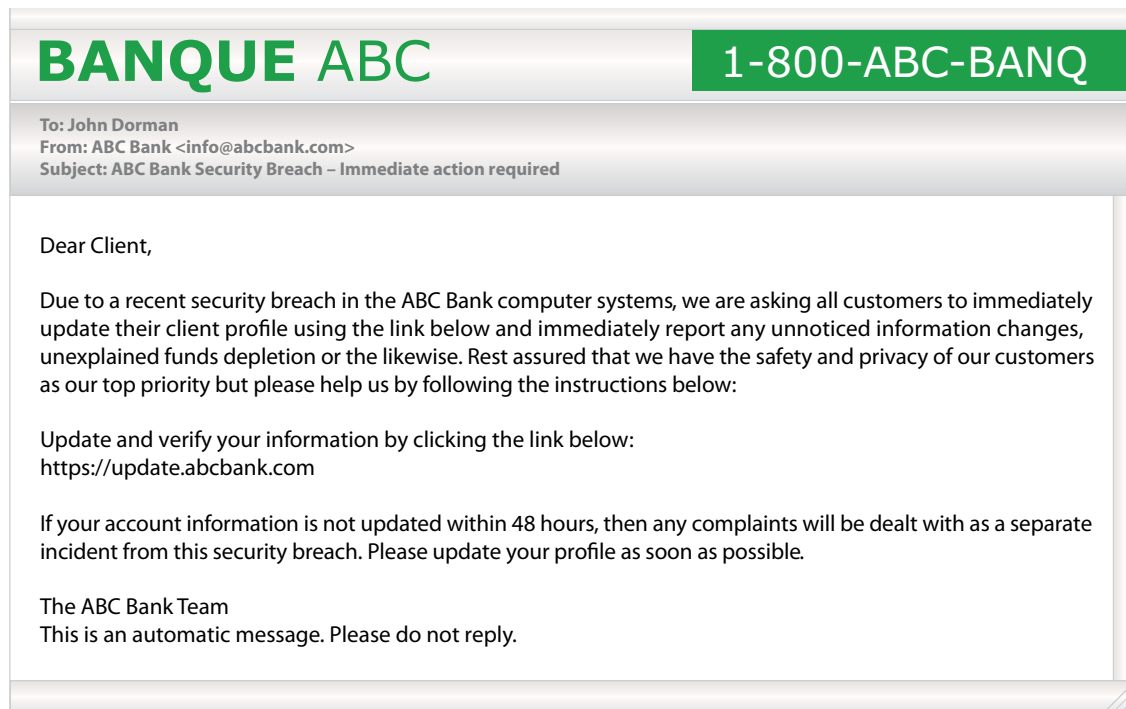 BANQUE ABC
1-800-ABC-BANQ
To: John Dorman
From: ABC Bank <info@abcbank.com>
Subject: ABC Bank Security Breach – Immediate action required
Dear Client,
Due to a recent security breach in the ABC Bank computer systems, we are asking all customers to immediately
update their client profile using the link below and immediately report any unnoticed information changes,
unexplained funds depletion or the likewise. Rest assured that we have the safety and privacy of our customers
as our top priority but please help us by following the instructions below:
Update and verify your information by clicking the link below:
https://update.abcbank.com
If your account information is not updated within 48 hours, then any complaints will be dealt with as a separate
incident from this security breach. Please update your profile as soon as possible.
The ABC Bank Team
This is an automatic message. Please do not reply.